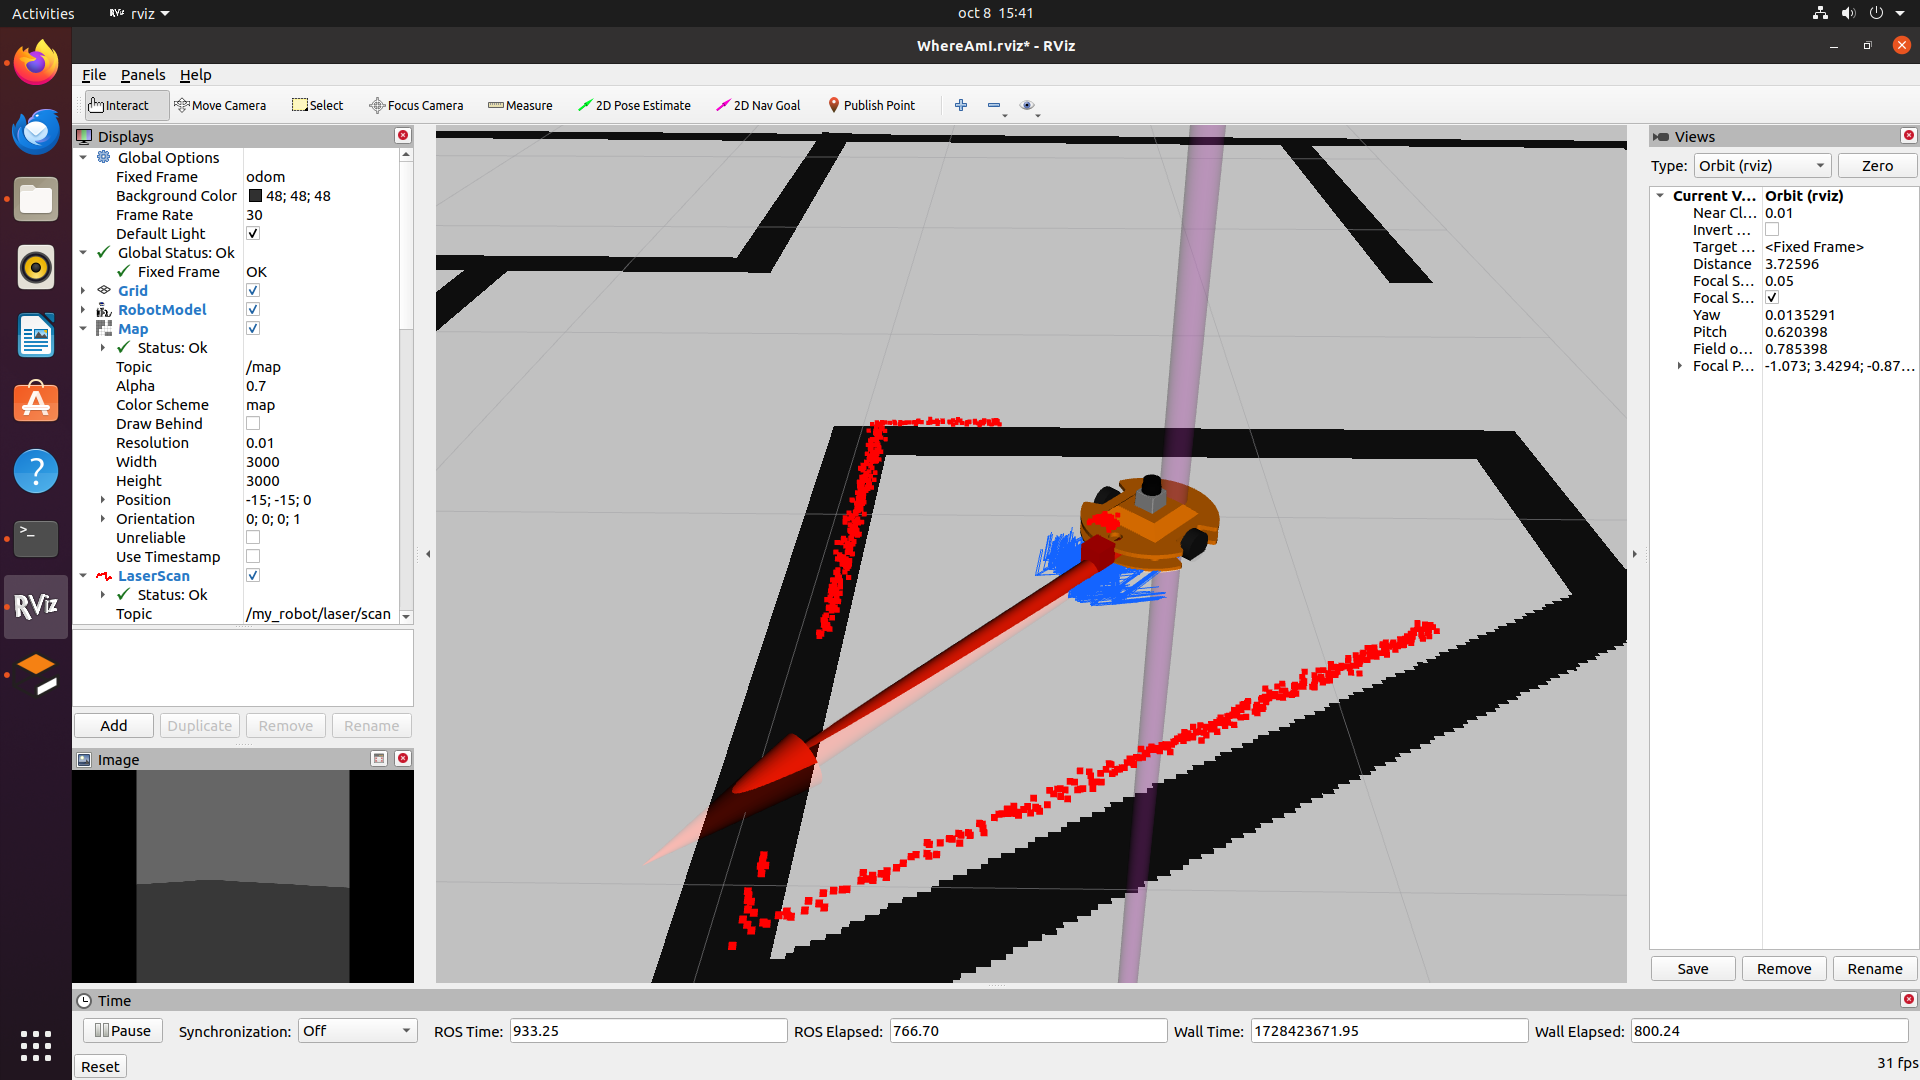 Activities RViz rviz oct 8 15:41
WhereAmI.rviz* - RViz
File Panels Help
Interact Move Camera Select Focus Camera Measure 2D Pose Estimate 2D Nav Goal Publish Point
Displays
Global Options
Fixed Frame odom
Background Color 48; 48; 48
Frame Rate 30
Default Light
Global Status: Ok
Fixed Frame OK
Grid
RobotModel
Map
Status: Ok
Topic /map
Alpha 0.7
Color Scheme map
Draw Behind
Resolution 0.01
Width 3000
Height 3000
Position -15; -15; 0
Orientation 0; 0; 0; 1
Unreliable
Use Timestamp
LaserScan
Status: Ok
Topic /my_robot/laser/scan
Add Duplicate Remove Rename
Image
Views
Type: Orbit (rviz) Zero
Current V... Orbit (rviz)
Near Cl... 0.01
Invert ...
Target ... <Fixed Frame>
Distance 3.72596
Focal S... 0.05
Focal S...
Yaw 0.0135291
Pitch 0.620398
Field o... 0.785398
Focal P... -1.073; 3.4294; -0.87...
Save Remove Rename
RViz
Time
Pause Synchronization: Off ROS Time: 933.25 ROS Elapsed: 766.70 Wall Time: 1728423671.95 Wall Elapsed: 800.24
Reset 31 fps